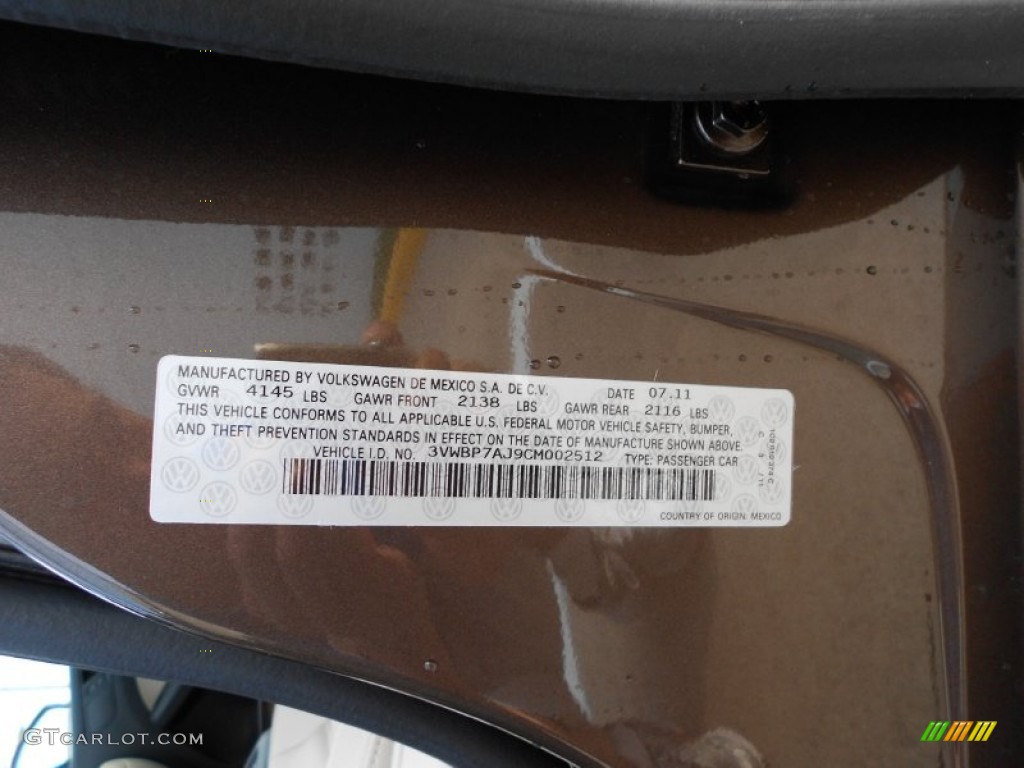 MANUFACTURED BY VOLKSWAGEN DE MEXICO S.A. DE C.V. DATE 07.11
GVWR 4145 LBS GAWR FRONT 2138 LBS GAWR REAR 2116 LBS
THIS VEHICLE CONFORMS TO ALL APPLICABLE U.S. FEDERAL MOTOR VEHICLE SAFETY, BUMPER,
AND THEFT PREVENTION STANDARDS IN EFFECT ON THE DATE OF MANUFACTURE SHOWN ABOVE.
VEHICLE I.D. NO. 3VWBP7AJ9CM002512 TYPE: PASSENGER CAR
COUNTRY OF ORIGIN: MEXICO
GTCARLOT.COM